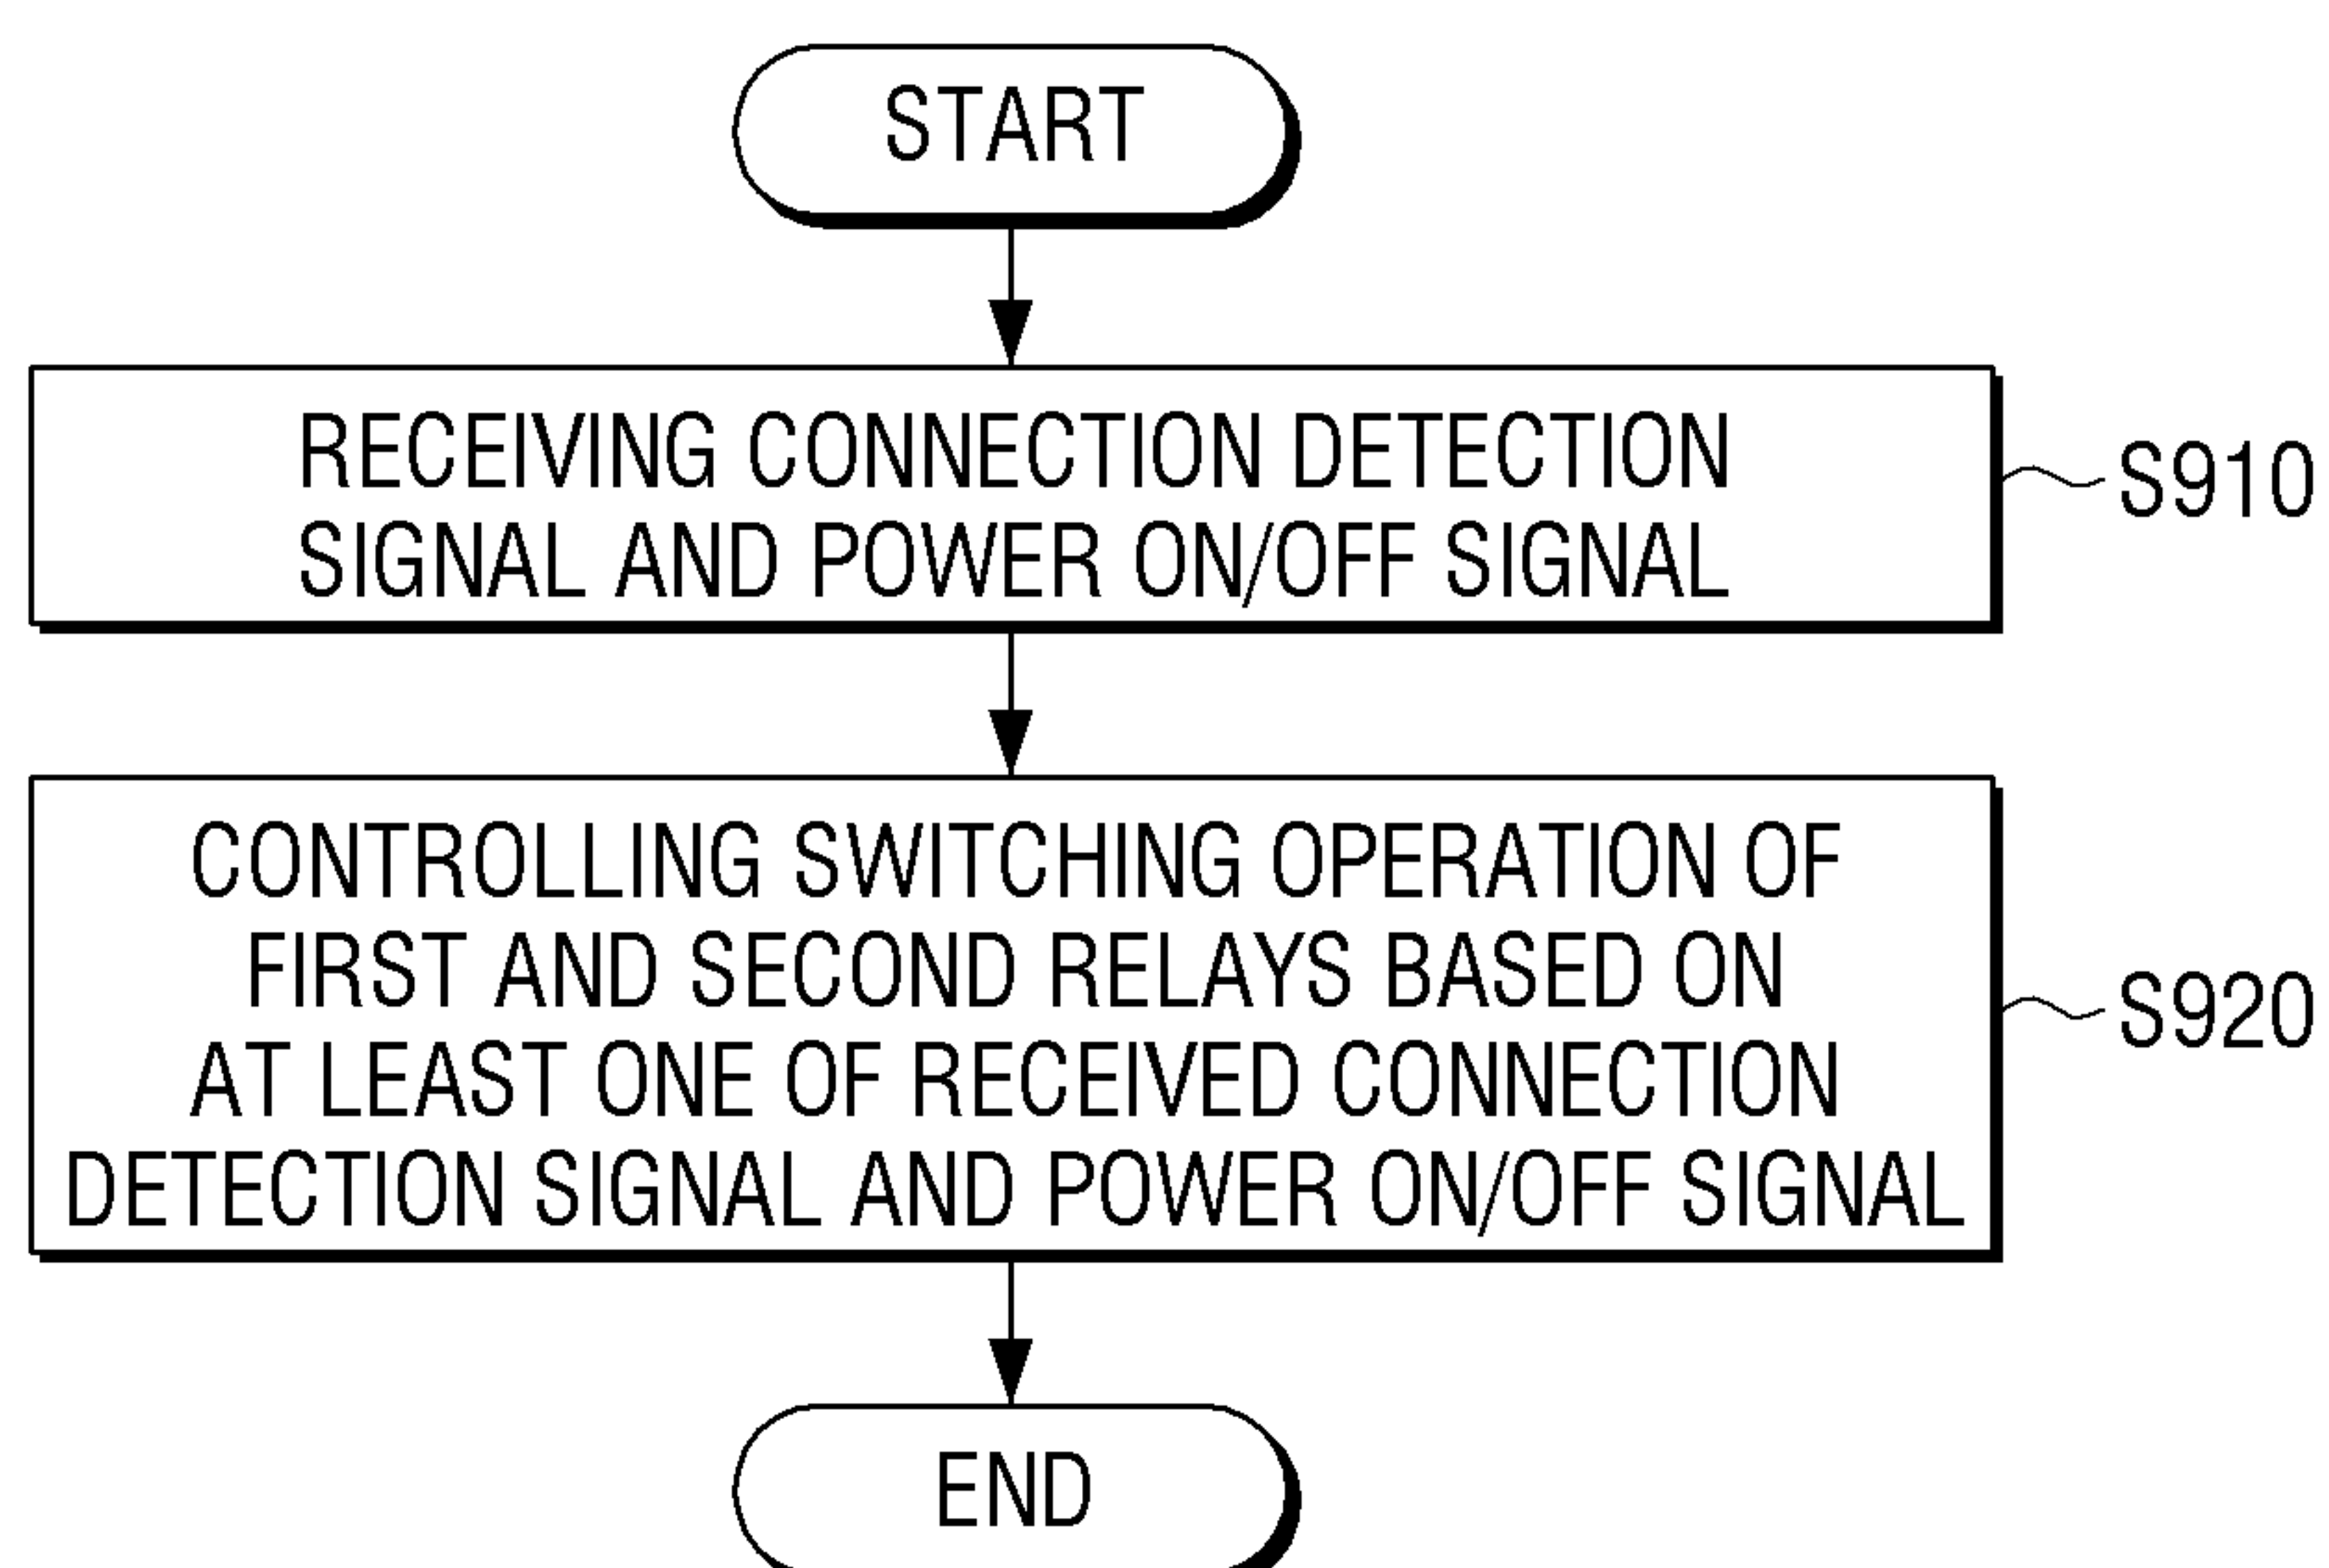 START
RECEIVING CONNECTION DETECTION
SIGNAL AND POWER ON/OFF SIGNAL
S910
CONTROLLING SWITCHING OPERATION OF
FIRST AND SECOND RELAYS BASED ON
AT LEAST ONE OF RECEIVED CONNECTION
DETECTION SIGNAL AND POWER ON/OFF SIGNAL
S920
END